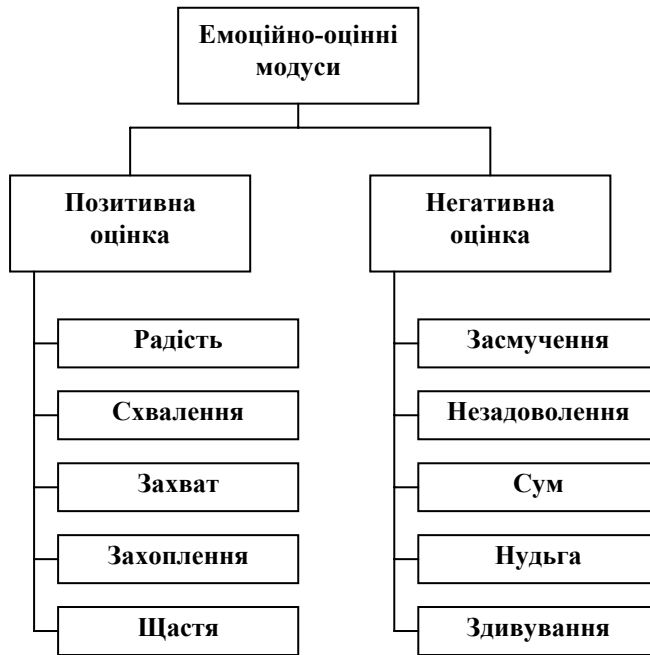 Емоційно-оцінні
модуси
Позитивна
оцінка
Негативна
оцінка
Радість
Схвалення
Захват
Захоплення
Щастя
Засмучення
Незадоволення
Сум
Нудьга
Здивування